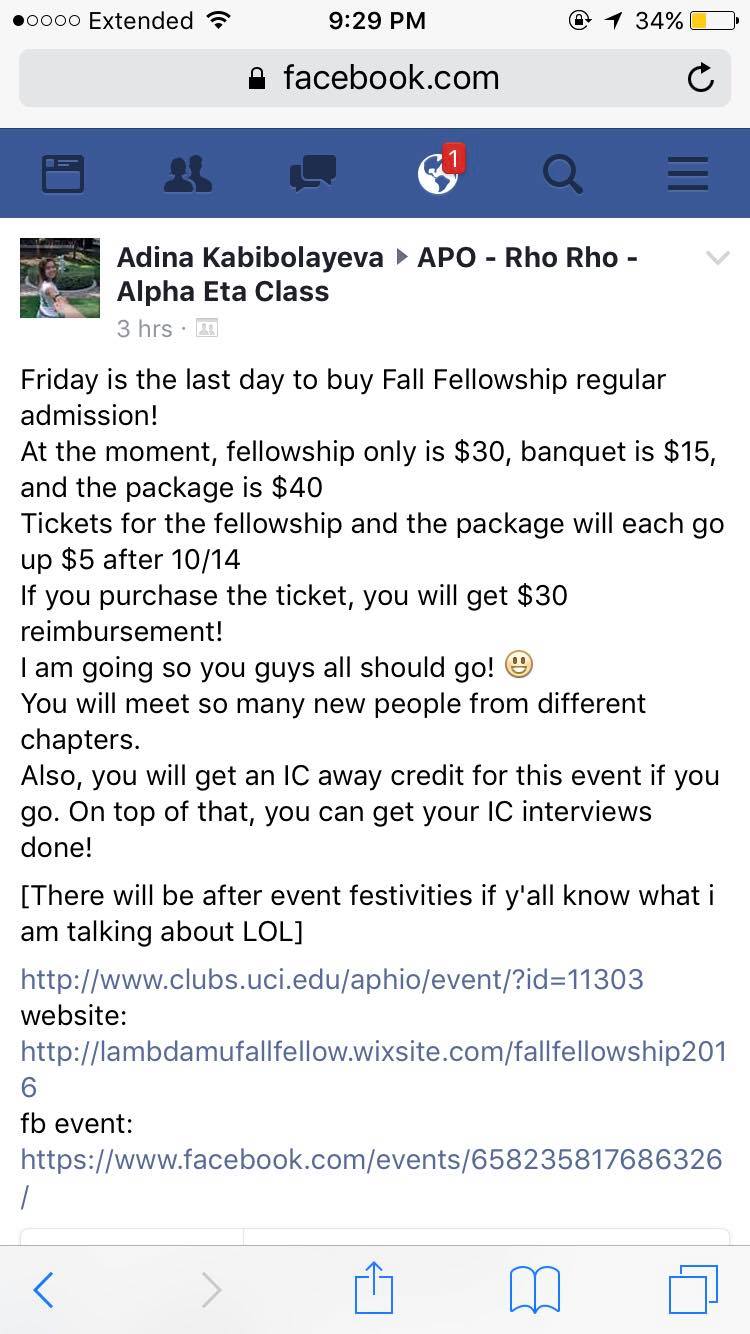 Extended 9:29 PM 34%
facebook.com
1
Adina Kabibolayeva ▸ APO - Rho Rho -
Alpha Eta Class
3 hrs ·
Friday is the last day to buy Fall Fellowship regular
admission!
At the moment, fellowship only is $30, banquet is $15,
and the package is $40
Tickets for the fellowship and the package will each go
up $5 after 10/14
If you purchase the ticket, you will get $30
reimbursement!
I am going so you guys all should go! 😃
You will meet so many new people from different
chapters.
Also, you will get an IC away credit for this event if you
go. On top of that, you can get your IC interviews
done!
[There will be after event festivities if y'all know what i
am talking about LOL]
http://www.clubs.uci.edu/aphio/event/?id=11303
website:
http://lambdamufallfellow.wixsite.com/fallfellowship201
6
fb event:
https://www.facebook.com/events/658235817686326
/